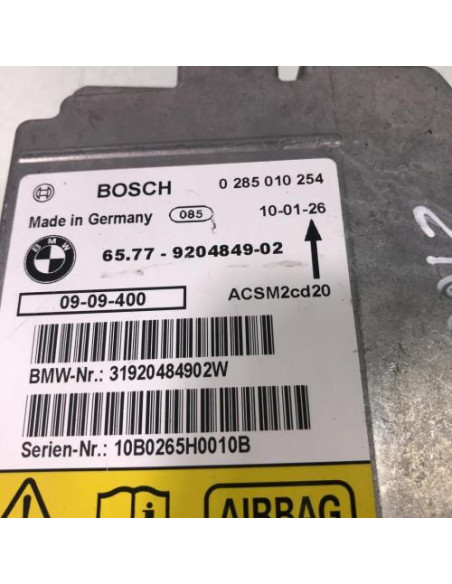 BOSCH 0 285 010 254
Made in Germany 085 10-01-26
BMW 65.77 - 9204849-02
09-09-400 ACSM2cd20
BMW-Nr.: 31920484902W
Serien-Nr.: 10B0265H0010B
AIRBAG